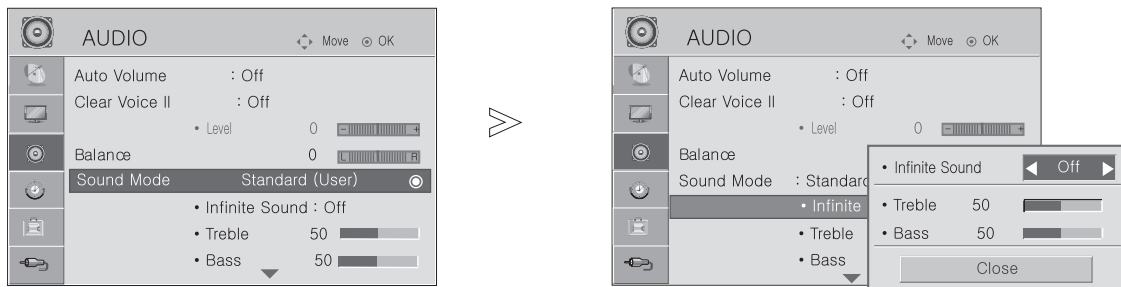 AUDIO
Move OK
Auto Volume : Off
Clear Voice II : Off
• Level 0 - +
Balance 0 L R
Sound Mode Standard (User)
• Infinite Sound : Off
• Treble 50
• Bass 50
AUDIO
Move OK
Auto Volume : Off
Clear Voice II : Off
• Level 0 - +
Balance
Sound Mode : Standard
• Infinite
• Treble
• Bass
• Infinite Sound Off
• Treble 50
• Bass 50
Close